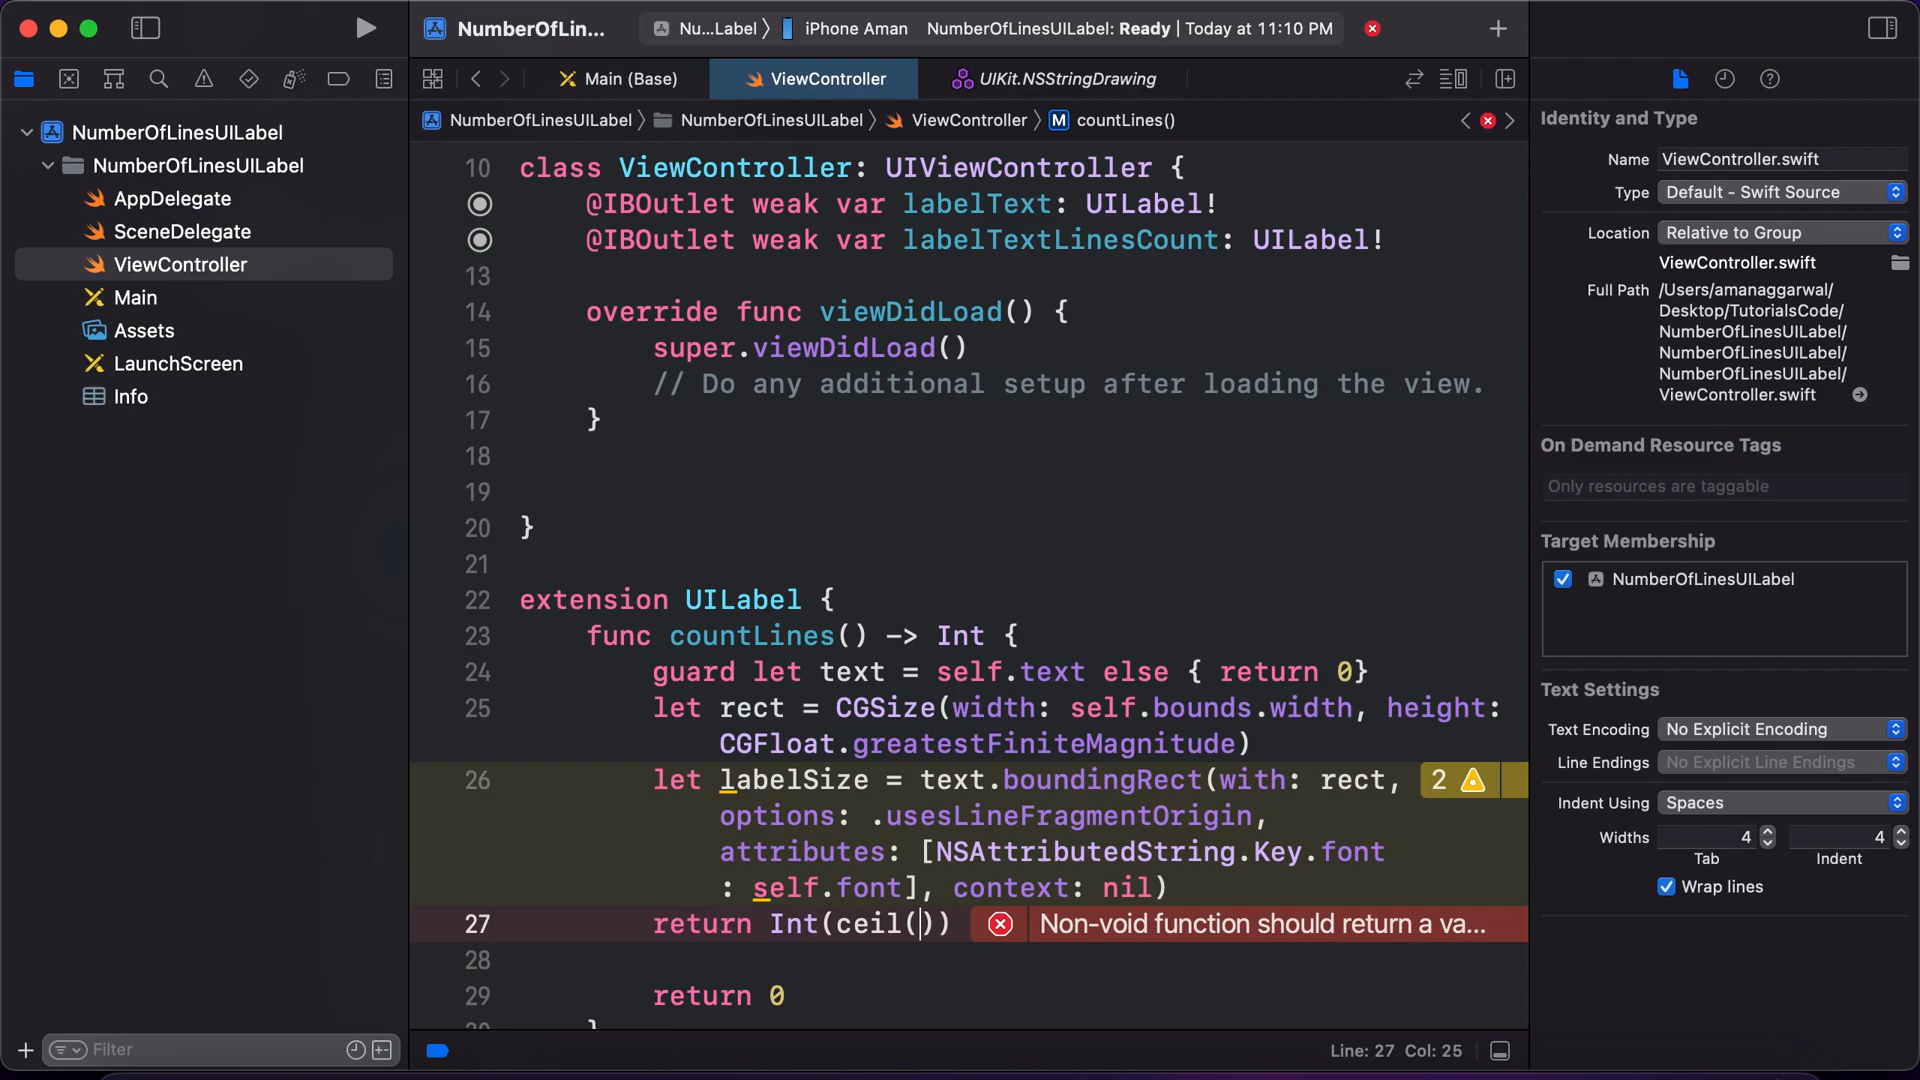 NumberOfLin...
Nu...Label 〉 iPhone Aman
NumberOfLinesUILabel: Ready | Today at 11:10 PM
Main (Base)
ViewController
UIKit.NSStringDrawing
NumberOfLinesUILabel 〉 NumberOfLinesUILabel 〉 ViewController 〉 M countLines()
NumberOfLinesUILabel
NumberOfLinesUILabel
AppDelegate
SceneDelegate
ViewController
Main
Assets
LaunchScreen
Info
Filter
10 class ViewController: UIViewController {
@IBOutlet weak var labelText: UILabel!
@IBOutlet weak var labelTextLinesCount: UILabel!
13
14 override func viewDidLoad() {
15 super.viewDidLoad()
16 // Do any additional setup after loading the view.
17 }
18
19
20 }
21
22 extension UILabel {
23 func countLines() -> Int {
24 guard let text = self.text else { return 0}
25 let rect = CGSize(width: self.bounds.width, height:
CGFloat.greatestFiniteMagnitude)
26 let labelSize = text.boundingRect(with: rect, 2
options: .usesLineFragmentOrigin,
attributes: [NSAttributedString.Key.font
: self.font], context: nil)
27 return Int(ceil()) Non-void function should return a va...
28
29 return 0
}
Line: 27 Col: 25
Identity and Type
Name ViewController.swift
Type Default - Swift Source
Location Relative to Group
ViewController.swift
Full Path /Users/amanaggarwal/
Desktop/TutorialsCode/
NumberOfLinesUILabel/
NumberOfLinesUILabel/
NumberOfLinesUILabel/
ViewController.swift
On Demand Resource Tags
Only resources are taggable
Target Membership
NumberOfLinesUILabel
Text Settings
Text Encoding No Explicit Encoding
Line Endings No Explicit Line Endings
Indent Using Spaces
Widths 4 4
Tab Indent
Wrap lines